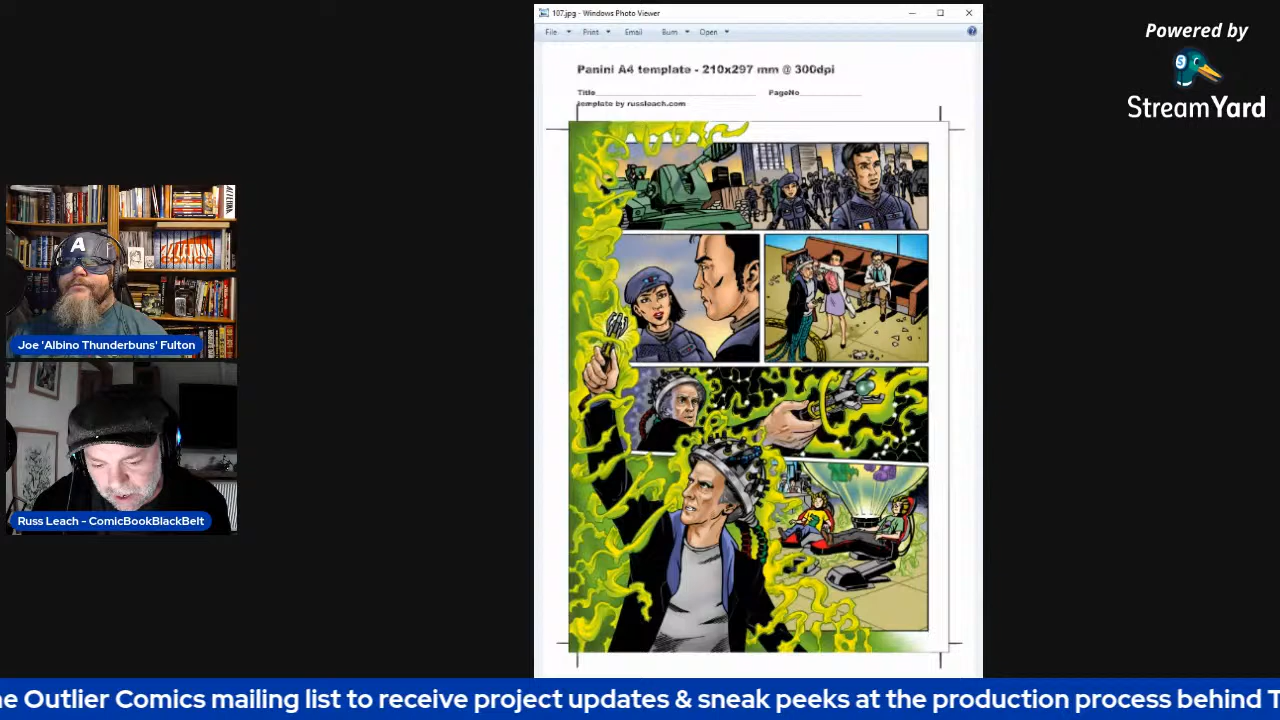 107.jpg - Windows Photo Viewer
File Print Email Burn Open
Powered by
StreamYard
Panini A4 template - 210x297 mm @ 300dpi
Title PageNo
template by russleach.com
A
Joe 'Albino Thunderbuns' Fulton
Russ Leach - ComicBookBlackBelt
e Outlier Comics mailing list to receive project updates & sneak peeks at the production process behind T